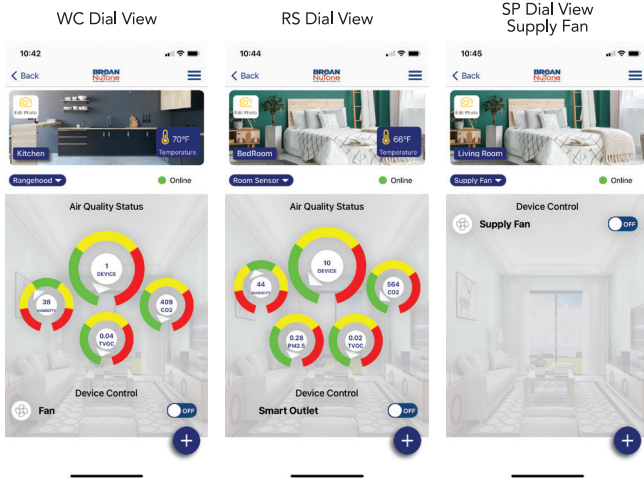 WC Dial View
10:42
Back
BROAN
NuTone
Edit Photo
Kitchen
70°F
Temperature
Rangehood
Online
Air Quality Status
1
DEVICE
38
HUMIDITY
409
CO2
0.04
TVOC
Device Control
Fan
OFF
+
RS Dial View
10:44
Back
BROAN
NuTone
Edit Photo
BedRoom
66°F
Temperature
Room Sensor
Online
Air Quality Status
10
DEVICE
44
HUMIDITY
564
CO2
0.28
PM2.5
0.02
TVOC
Device Control
Smart Outlet
OFF
+
SP Dial View
Supply Fan
10:45
Back
BROAN
NuTone
Edit Photo
Living Room
Supply Fan
Online
Device Control
Supply Fan
OFF
+